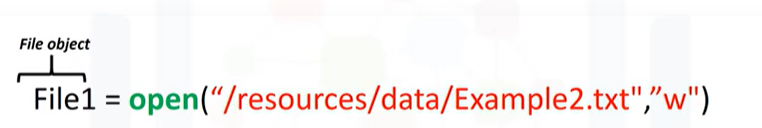 File object
File1 = open(“/resources/data/Example2.txt",”w")